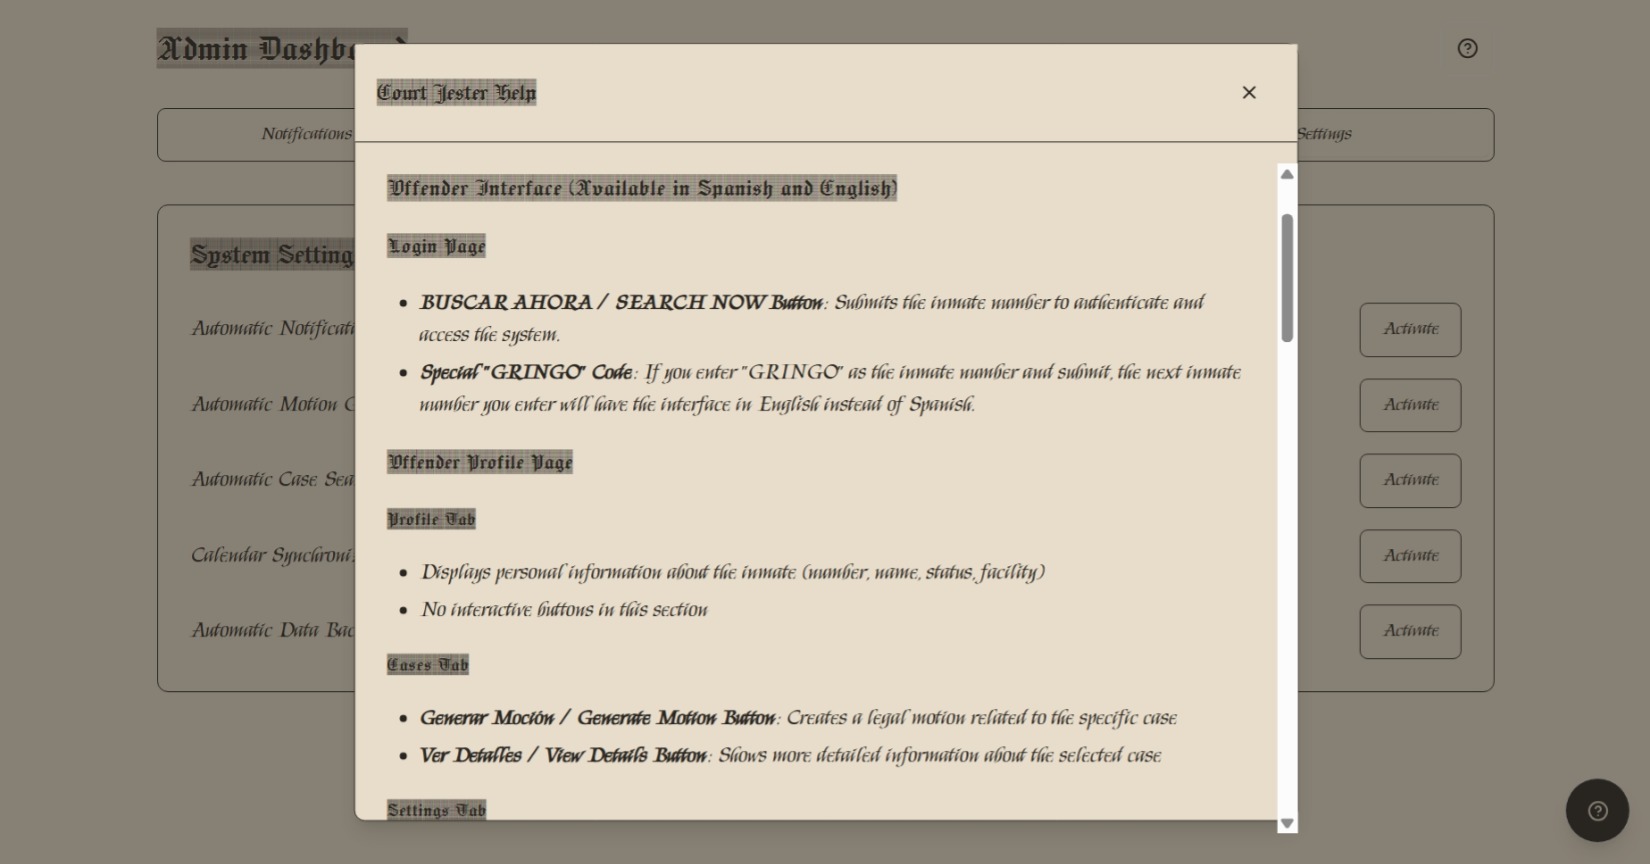 Admin Dashbo
Court Jester Help
Notifications
Settings
Offender Interface (Available in Spanish and English)
Login Page
BUSCAR AHORA / SEARCH NOW Button: Submits the inmate number to authenticate and
access the system.
Special "GRINGO" Code: If you enter "GRINGO" as the inmate number and submit, the next inmate
number you enter will have the interface in English instead of Spanish.
Offender Profile Page
Profile Tab
Displays personal information about the inmate (number, name, status, facility)
No interactive buttons in this section
Cases Tab
Generar Moción / Generate Motion Button: Creates a legal motion related to the specific case
Ver Detalles / View Details Button: Shows more detailed information about the selected case
Settings Tab
System Setting
Automatic Notificati
Activate
Automatic Motion
Activate
Automatic Case Sea
Activate
Calendar Synchroni
Activate
Automatic Data Bac
Activate